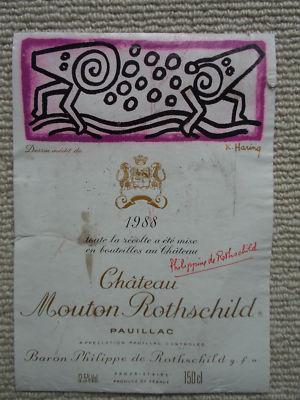 Dessin inédit de
K. Haring
1988
toute la récolte a été mise
en bouteilles au Château
Philippine de Rothschild
Château
Mouton Rothschild
PAUILLAC
APPELLATION PAUILLAC CONTRÔLÉE
Baron Philippe de Rothschild g.f.a
PRODUCE OF FRANCE
150 cl